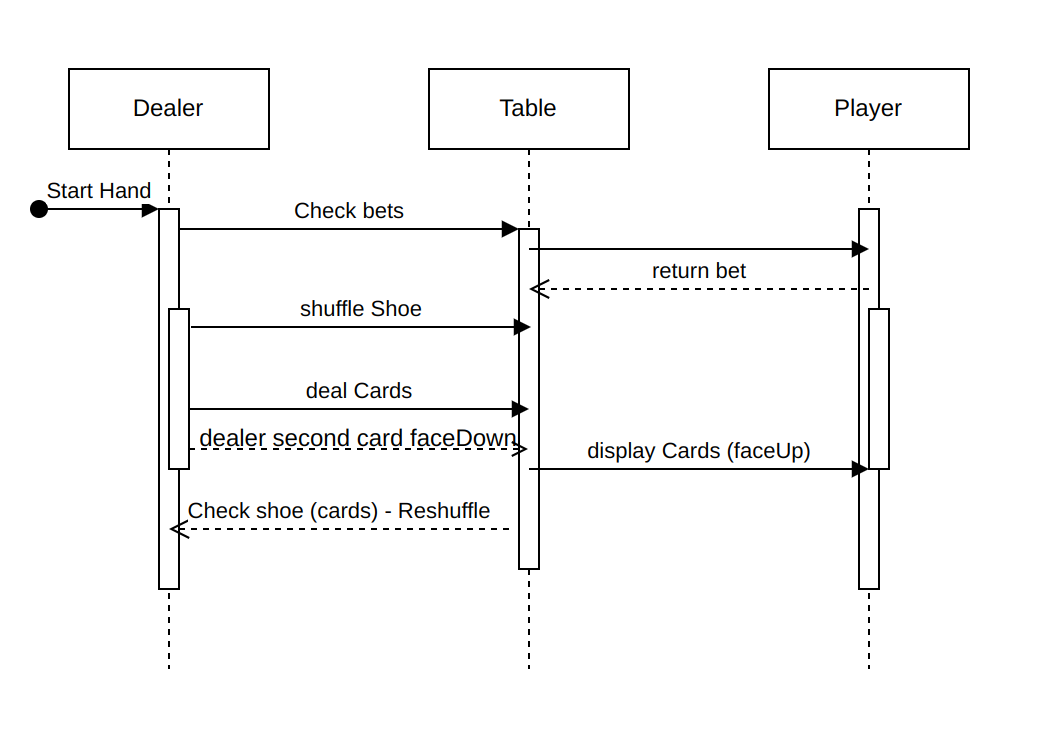 Dealer
Table
Player
Start Hand
Check bets
return bet
shuffle Shoe
deal Cards
dealer second card faceDown
display Cards (faceUp)
Check shoe (cards) - Reshuffle